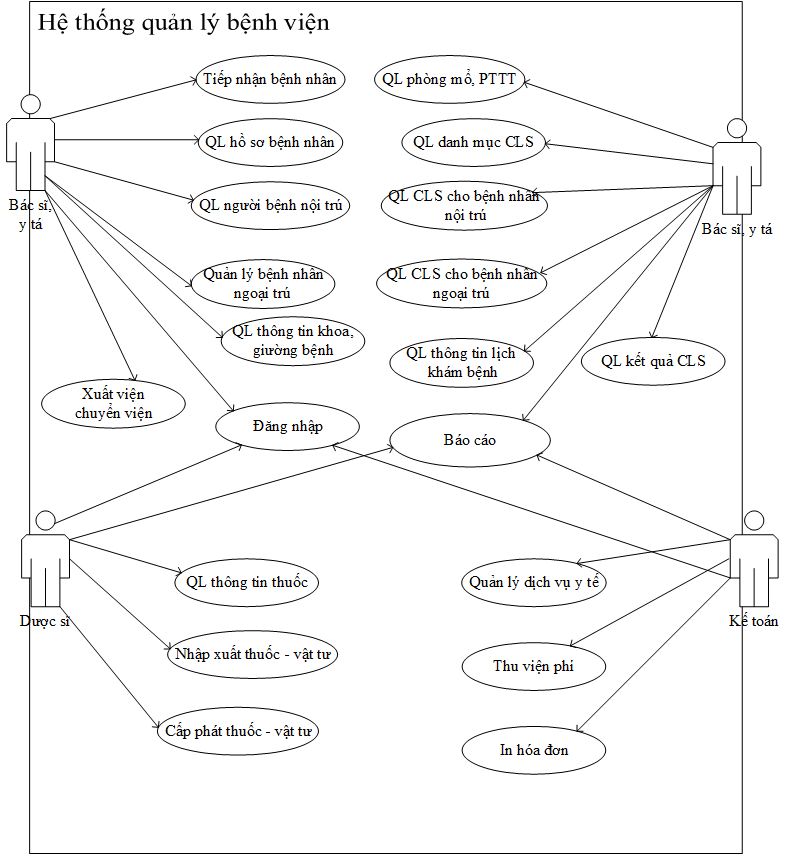 Hệ thống quản lý bệnh viện
Tiếp nhận bệnh nhân
QL phòng mổ, PTTT
QL hồ sơ bệnh nhân
QL danh mục CLS
Bác sĩ,
y tá
QL người bệnh nội trú
QL CLS cho bệnh nhân
nội trú
Bác sĩ, y tá
Quản lý bệnh nhân
ngoại trú
QL CLS cho bệnh nhân
ngoại trú
QL thông tin khoa,
giường bệnh
QL thông tin lịch
khám bệnh
QL kết quả CLS
Xuất viện
chuyển viện
Đăng nhập
Báo cáo
QL thông tin thuốc
Quản lý dịch vụ y tế
Dược sĩ
Kế toán
Nhập xuất thuốc - vật tư
Thu viện phí
Cấp phát thuốc - vật tư
In hóa đơn